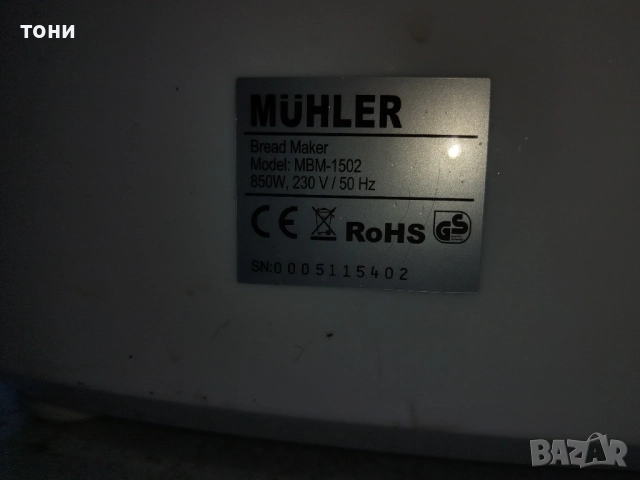 тони
MÜHLER
Bread Maker
Model: MBM-1502
850W, 230 V / 50 Hz
CE RoHS GS
SN:0005115402
BAZAR